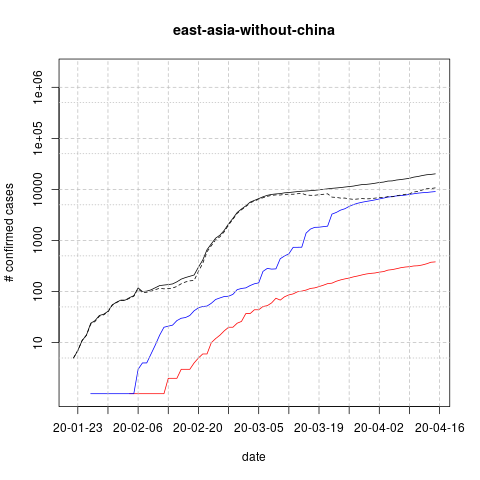 east-asia-without-china
# confirmed cases
1e+06
1e+05
10000
1000
100
10
20-01-23 20-02-06 20-02-20 20-03-05 20-03-19 20-04-02 20-04-16
date